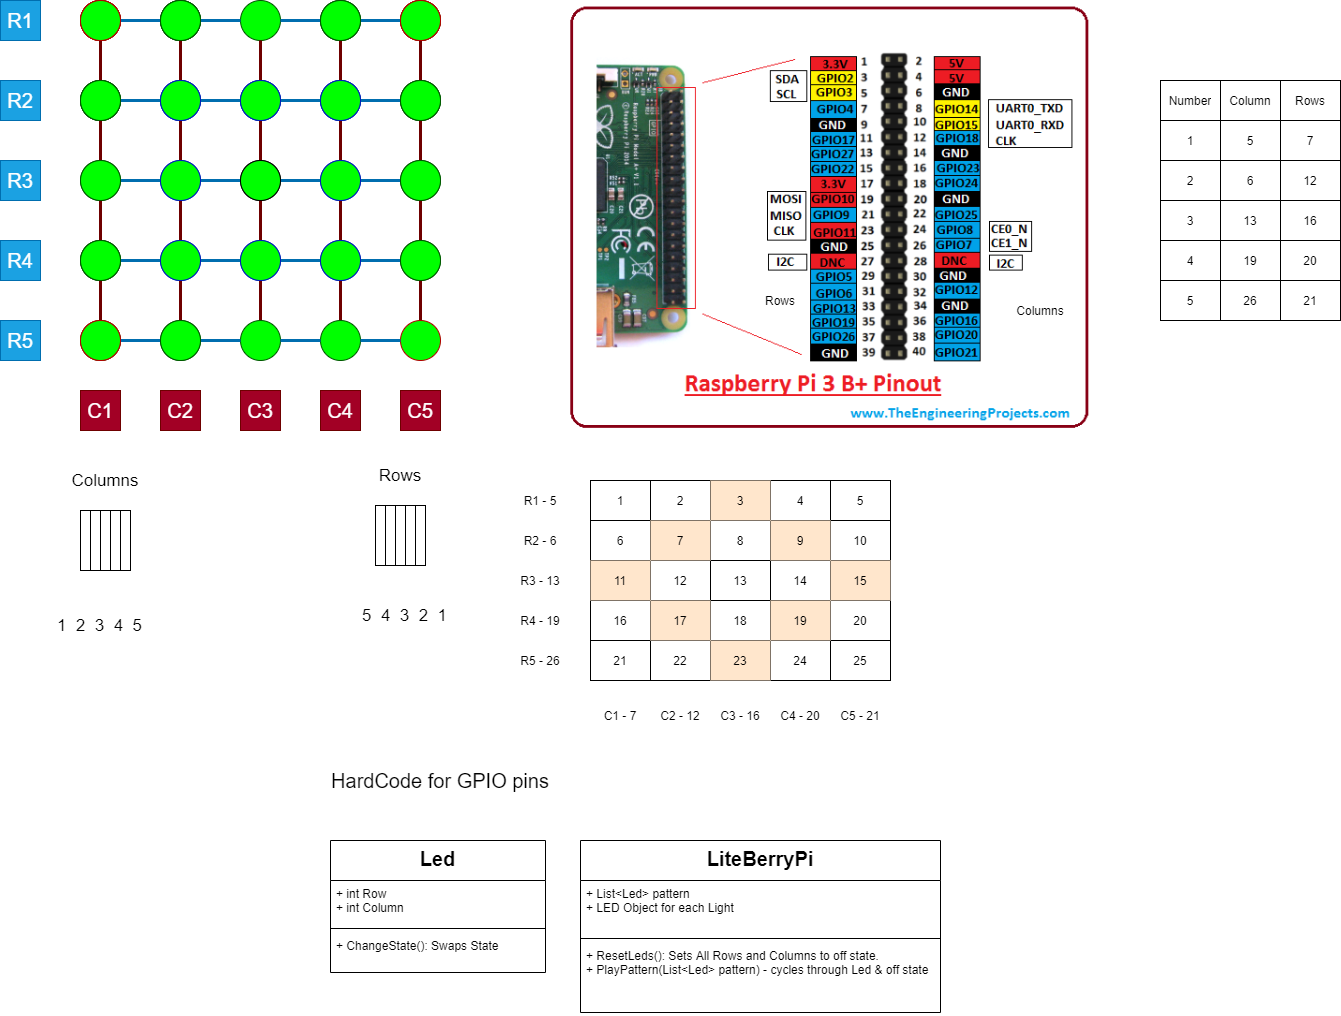 R1
R2
R3
R4
R5
C1 C2 C3 C4 C5
3.3V 1 2 5V
SDA GPIO2 3 4 5V
SCL GPIO3 5 6 GND
GPIO4 7 8 GPIO14 UART0_TXD
GND 9 10 GPIO15 UART0_RXD
GPIO17 11 12 GPIO18 CLK
GPIO27 13 14 GND
GPIO22 15 16 GPIO23
3.3V 17 18 GPIO24
MOSI GPIO10 19 20 GND
MISO GPIO9 21 22 GPIO25
CLK GPIO11 23 24 GPIO8 CE0_N
GND 25 26 GPIO7 CE1_N
I2C DNC 27 28 DNC I2C
GPIO5 29 30 GND
Rows GPIO6 31 32 GPIO12
GPIO13 33 34 GND Columns
GPIO19 35 36 GPIO16
GPIO26 37 38 GPIO20
GND 39 40 GPIO21
Raspberry Pi 3 B+ Pinout
www.TheEngineeringProjects.com
Number Column Rows
1 5 7
2 6 12
3 13 16
4 19 20
5 26 21
Columns
1 2 3 4 5
Rows
5 4 3 2 1
R1 - 5 1 2 3 4 5
R2 - 6 6 7 8 9 10
R3 - 13 11 12 13 14 15
R4 - 19 16 17 18 19 20
R5 - 26 21 22 23 24 25
C1 - 7 C2 - 12 C3 - 16 C4 - 20 C5 - 21
HardCode for GPIO pins
Led
+ int Row
+ int Column
+ ChangeState(): Swaps State
LiteBerryPi
+ List<Led> pattern
+ LED Object for each Light
+ ResetLeds(): Sets All Rows and Columns to off state.
+ PlayPattern(List<Led> pattern) - cycles through Led & off state